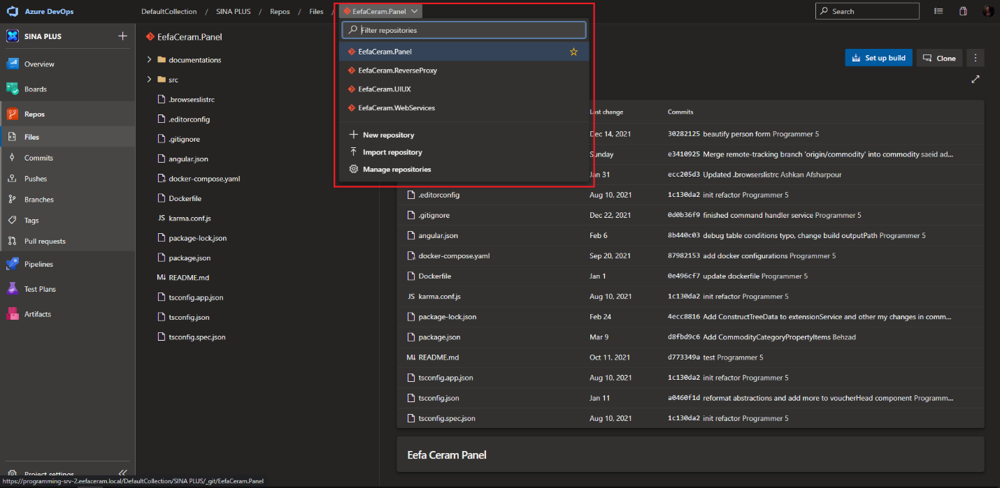 Azure DevOps
DefaultCollection / SINA PLUS / Repos / Files / EefaCeram.Panel
Search
SINA PLUS
Overview
Boards
Repos
Files
Commits
Pushes
Branches
Tags
Pull requests
Pipelines
Test Plans
Artifacts
Project settings
https://programming-srv-2.eefaceram.local/DefaultCollection/SINA PLUS/_git/EefaCeram.Panel
EefaCeram.Panel
documentations
src
.browserslistrc
.editorconfig
.gitignore
angular.json
docker-compose.yaml
Dockerfile
JS karma.conf.js
package-lock.json
package.json
M↓ README.md
tsconfig.app.json
tsconfig.json
tsconfig.spec.json
Filter repositories
EefaCeram.Panel
EefaCeram.ReverseProxy
EefaCeram.UIUX
EefaCeram.WebServices
New repository
Import repository
Manage repositories
Set up build
Clone
Last change Commits
Dec 14, 2021 30282125 beautify person form Programmer 5
Sunday e3410925 Merge remote-tracking branch 'origin/commodity' into commodity saeid ad...
Jan 31 ecc205d3 Updated .browserslistrc Ashkan Afsharpour
.editorconfig Aug 10, 2021 1c130da2 init refactor Programmer 5
.gitignore Dec 22, 2021 0d0b36f9 finished command handler service Programmer 5
angular.json Feb 6 8b440c03 debug table conditions typo, change build outputPath Programmer 5
docker-compose.yaml Sep 20, 2021 87982153 add docker configurations Programmer 5
Dockerfile Jan 1 0e496cf7 update dockerfile Programmer 5
JS karma.conf.js Aug 10, 2021 1c130da2 init refactor Programmer 5
package-lock.json Feb 24 4ecc8816 Add ConstructTreeData to extensionService and other my changes in comm...
package.json Mar 9 d8fbd9c6 Add CommodityCategoryPropertyItems Behzad
M↓ README.md Oct 11, 2021 d773349a test Programmer 5
tsconfig.app.json Aug 10, 2021 1c130da2 init refactor Programmer 5
tsconfig.json Jan 11 a0460f1d reformat abstractions and add more to voucherHead component Programm...
tsconfig.spec.json Aug 10, 2021 1c130da2 init refactor Programmer 5
Eefa Ceram Panel